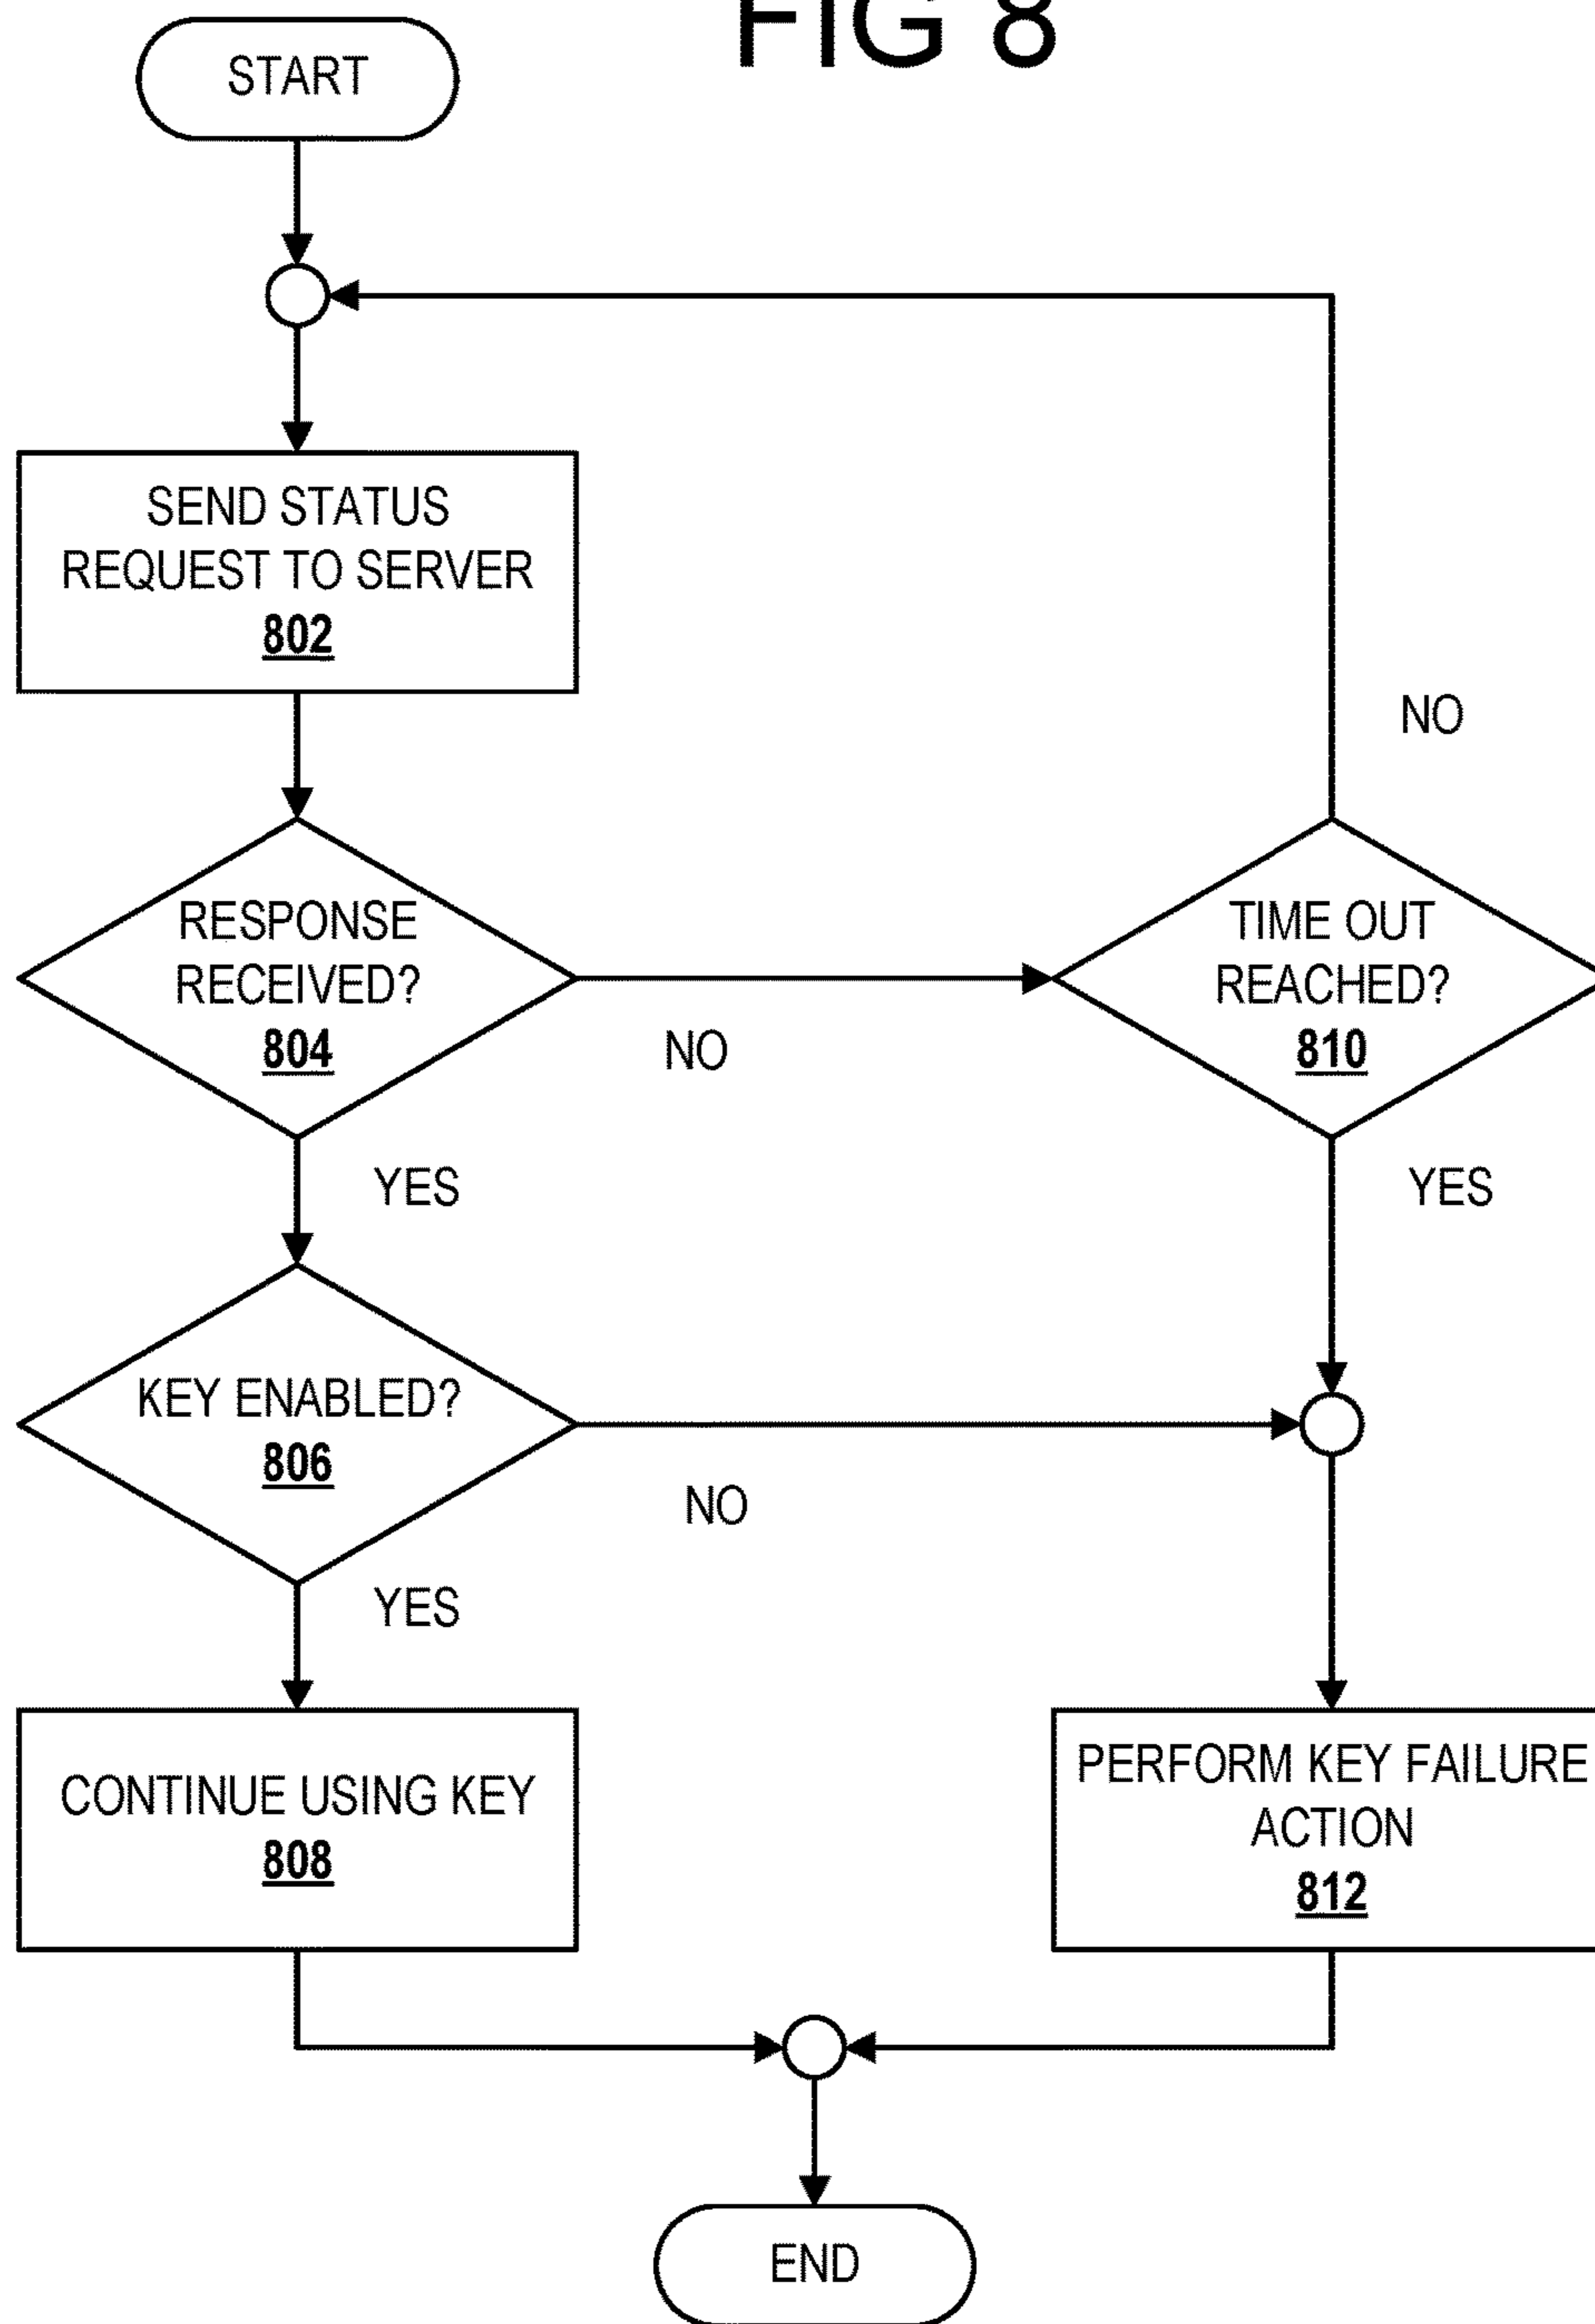 FIG 8
START
SEND STATUS
REQUEST TO SERVER
802
NO
RESPONSE
RECEIVED?
804
NO
TIME OUT
REACHED?
810
YES
YES
KEY ENABLED?
806
NO
YES
CONTINUE USING KEY
808
PERFORM KEY FAILURE
ACTION
812
END